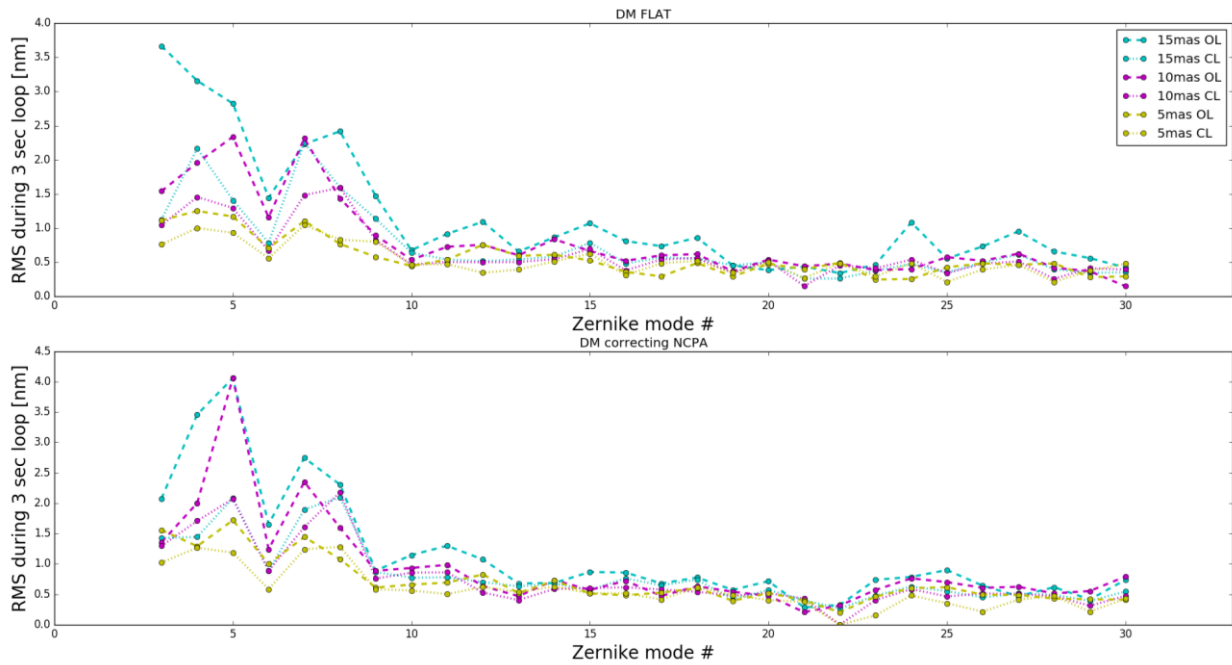 DM FLAT
RMS during 3 sec loop [nm]
4.0
3.5
3.0
2.5
2.0
1.5
1.0
0.5
0.0
0 5 10 15 20 25 30
Zernike mode #
15mas OL
15mas CL
10mas OL
10mas CL
5mas OL
5mas CL
DM correcting NCPA
RMS during 3 sec loop [nm]
4.5
4.0
3.5
3.0
2.5
2.0
1.5
1.0
0.5
0.0
0 5 10 15 20 25 30
Zernike mode #